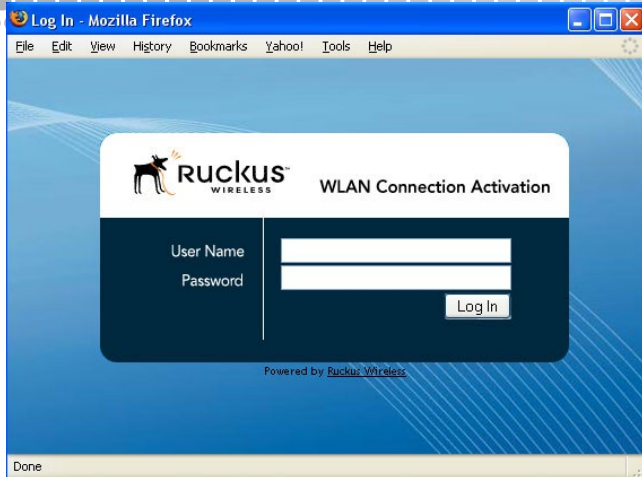 Log In - Mozilla Firefox
File Edit View History Bookmarks Yahoo! Tools Help
RUCKUS™
WIRELESS
WLAN Connection Activation
User Name
Password
Log In
Powered by Ruckus Wireless
Done